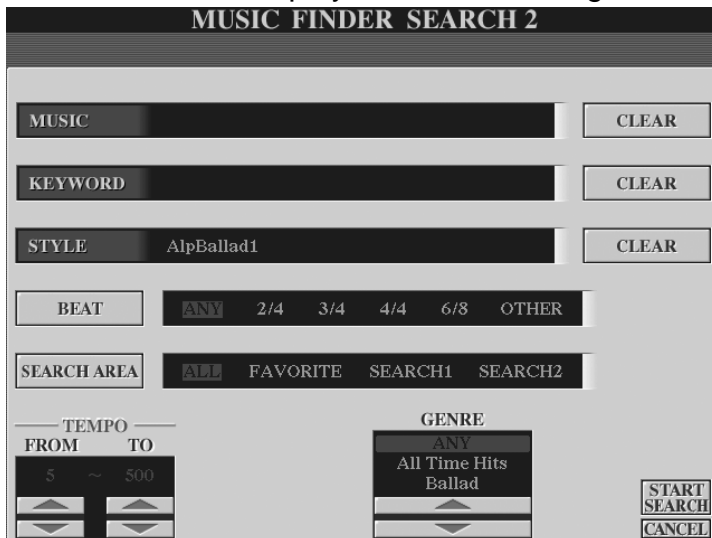 MUSIC FINDER SEARCH 2
MUSIC CLEAR
KEYWORD CLEAR
STYLE AlpBallad1 CLEAR
BEAT ANY 2/4 3/4 4/4 6/8 OTHER
SEARCH AREA ALL FAVORITE SEARCH1 SEARCH2
TEMPO
FROM TO
5 ~ 500
GENRE
ANY
All Time Hits
Ballad
START
SEARCH
CANCEL